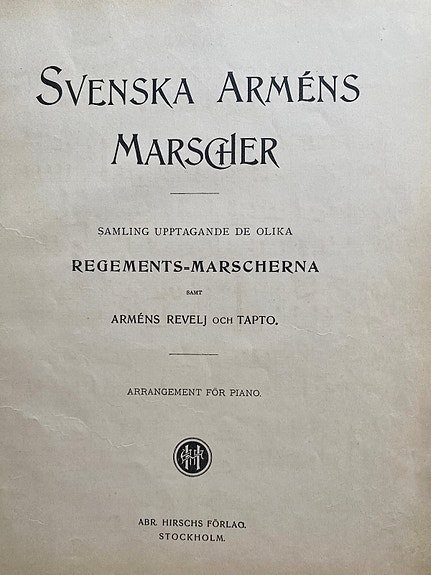 SVENSKA ARMÉNS
MARSCHER
SAMLING UPPTAGANDE DE OLIKA
REGEMENTS-MARSCHERNA
SAMT
ARMÉNS REVELJ OCH TAPTO.
ARRANGEMENT FÖR PIANO.
ABR. HIRSCHS FÖRLAG.
STOCKHOLM.